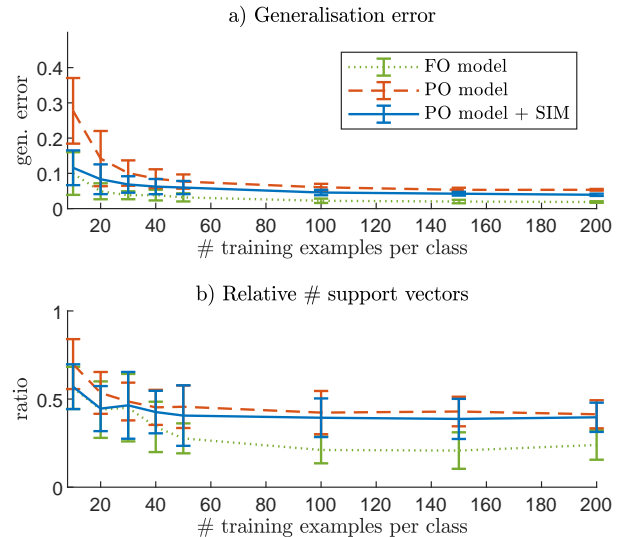 a) Generalisation error
FO model
PO model
PO model + SIM
gen. error
0.4
0.3
0.2
0.1
0
20 40 60 80 100 120 140 160 180 200
# training examples per class
b) Relative # support vectors
ratio
1
0.5
0
20 40 60 80 100 120 140 160 180 200
# training examples per class